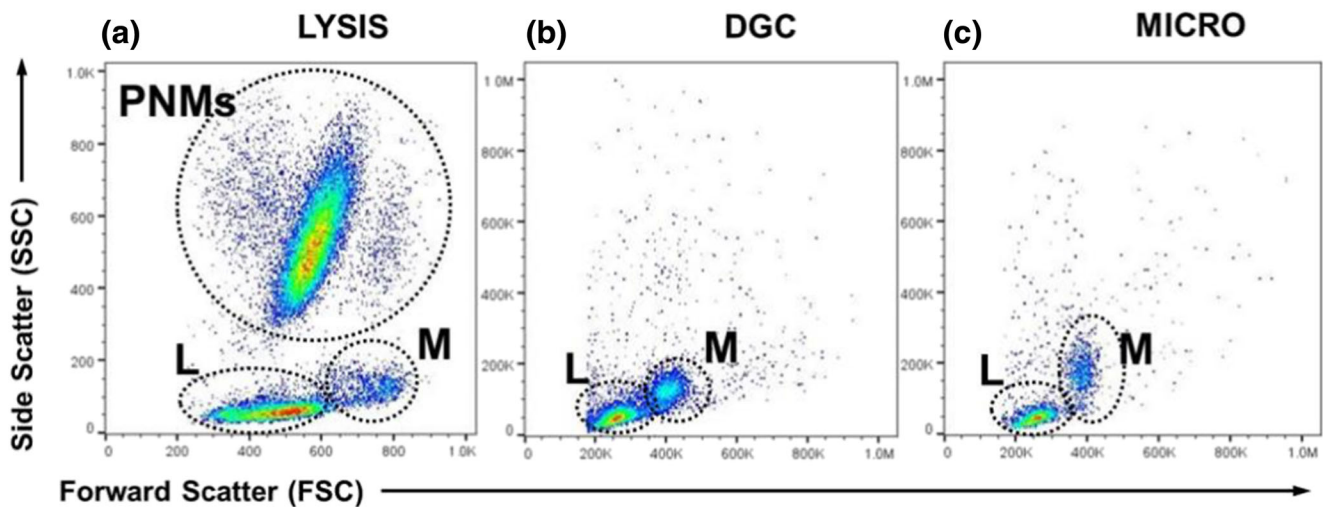 (a) LYSIS
(b) DGC
(c) MICRO
Side Scatter (SSC)
1.0K
800
600
400
200
0
PNMs
L
M
0 200 400 600 800 1.0K
1.0M
800K
600K
400K
200K
0
L
M
0 200K 400K 600K 800K 1.0M
1.0M
800K
600K
400K
200K
0
L
M
0 200K 400K 600K 800K 1.0M
Forward Scatter (FSC)